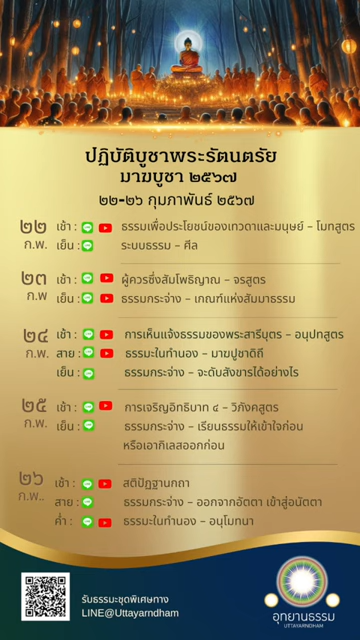 ปฏิบัติบูชาพระรัตนตรัย
มาฆบูชา ๒๕๖๗
๒๒-๒๖ กุมภาพันธ์ ๒๕๖๗
๒๒ ก.พ.
เช้า : ธรรมเพื่อประโยชน์ของเทวดาและมนุษย์ – โมทสูตร
เย็น : ระบบธรรม – ศีล
๒๓ ก.พ
เช้า : ผู้ควรซึ่งสัมโพธิญาณ – จรสูตร
เย็น : ธรรมกระจ่าง – เกณฑ์แห่งสัมมาธรรม
๒๔ ก.พ.
เช้า : การเห็นแจ้งธรรมของพระสารีบุตร – อนุปทสูตร
สาย : ธรรมะในทำนอง – มาฆปูชาดิถี
เย็น : ธรรมกระจ่าง – จะดับสังขารได้อย่างไร
๒๕ ก.พ.
เช้า : การเจริญอิทธิบาท ๔ – วิภังคสูตร
เย็น : ธรรมกระจ่าง – เรียนธรรมให้เข้าใจก่อน
หรือเอากิเลสออกก่อน
๒๖ ก.พ..
เช้า : สติปัฏฐานกถา
สาย : ธรรมกระจ่าง – ออกจากอัตตา เข้าสู่อนัตตา
ค่ำ : ธรรมะในทำนอง – อนุโมทนา
รับธรรมะชุดพิเศษทาง
LINE@Uttayarndham
อุทยานธรรม
UTTAYARNDHAM